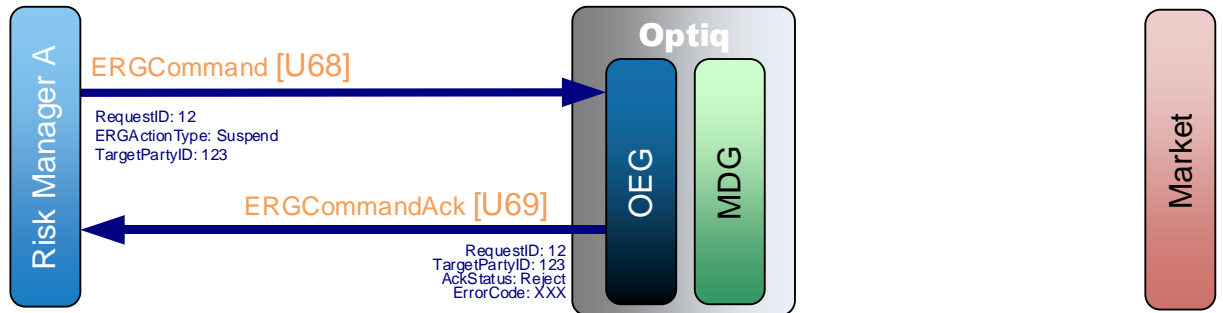 Risk Manager A
ERGCommand [U68]
RequestID: 12
ERGActionType: Suspend
TargetPartyID: 123
ERGCommandAck [U69]
RequestID: 12
TargetPartyID: 123
AckStatus: Reject
ErrorCode: XXX
Optiq
OEG
MDG
Market